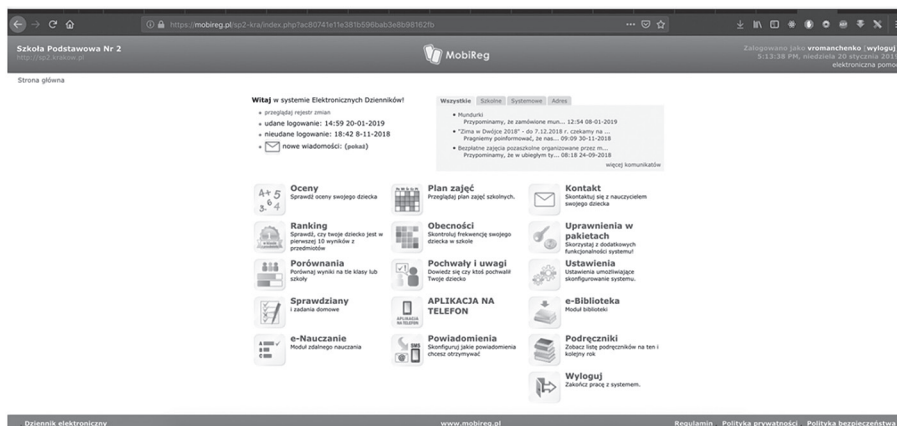 https://mobireg.pl/sp2-kra/index.php?ac80741e11e381b596bab3e8b98162fb
Szkoła Podstawowa Nr 2
http://sp2.krakow.pl
MobiReg
Zalogowano jako vromanchenko |wyloguj
5:13:38 PM, niedziela 20 stycznia 2019
elektroniczna pomoc
Strona główna
Witaj w systemie Elektronicznych Dzienników!
przeglądaj rejestr zmian
udane logowanie: 14:59 20-01-2019
nieudane logowanie: 18:42 8-11-2018
nowe wiadomości: (pokaż)
Wszystkie Szkolne Systemowe Adres
Mundurki
Przypominamy, że zamówione mun... 12:54 08-01-2019
"Zima w Dwójce 2018" - do 7.12.2018 r. czekamy na ...
Pragniemy poinformować, że nas... 09:09 30-11-2018
Bezpłatne zajęcia pozaszkolne organizowane przez m...
Przypominamy, że w ubiegłym ty... 08:18 24-09-2018
więcej komunikatów
Oceny
Sprawdź oceny swojego dziecka
Plan zajęć
Przeglądaj plan zajęć szkolnych.
Kontakt
Skontaktuj się z nauczycielem
swojego dziecka
Ranking
Sprawdź, czy twoje dziecko jest w
pierwszej 10 wyników z
przedmiotów
Obecności
Skontroluj frekwencję swojego
dziecka w szkole
Uprawnienia w
pakietach
Skorzystaj z dodatkowych
funkcjonalności systemu!
Porównania
Porównaj wyniki na tle klasy lub
szkoły
Pochwały i uwagi
Dowiedz się czy ktoś pochwalił
Twoje dziecko
Ustawienia
Ustawienia umożliwiające
skonfigurowanie systemu.
Sprawdziany
i zadania domowe
APLIKACJA
NA TELEFON
APLIKACJA NA
TELEFON
e-Biblioteka
Moduł biblioteki
e-Nauczanie
Moduł zdalnego nauczania
SMS
Powiadomienia
Skonfiguruj jakie powiadomienia
chcesz otrzymywać
Podręczniki
Zobacz listę podręczników na ten i
kolejny rok
Wyloguj
Zakończ pracę z systemem.
Dziennik elektroniczny
www.mobireg.pl
Regulamin Polityka prywatności Polityka bezpieczeństwa